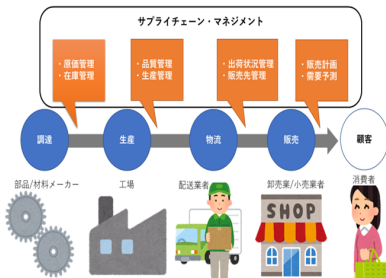 サプライチェーン・マネジメント
・原価管理
・在庫管理
・品質管理
・生産管理
・出荷状況管理
・販売先管理
・販売計画
・需要予測
調達
生産
物流
販売
顧客
部品/材料メーカー
工場
配送業者
卸売業/小売業者
消費者
SHOP